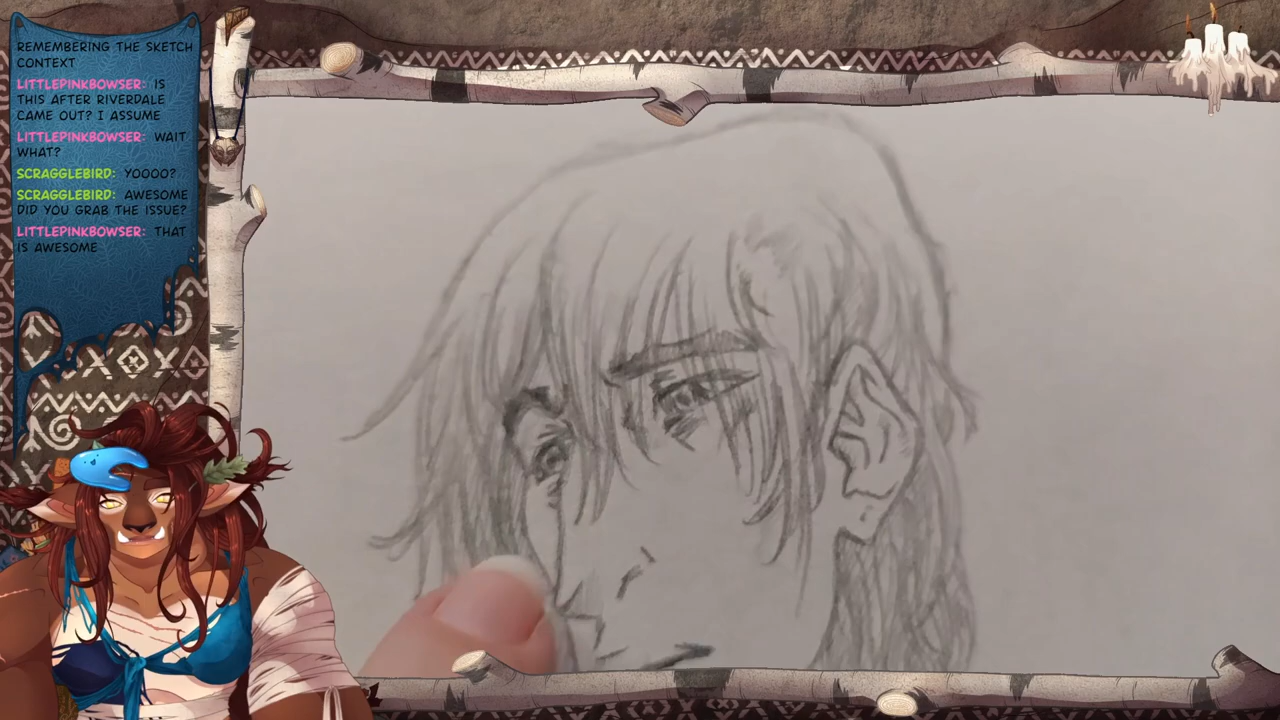 REMEMBERING THE SKETCH
CONTEXT
LITTLEPINKBOWSER: IS
THIS AFTER RIVERDALE
CAME OUT? I ASSUME
LITTLEPINKBOWSER: WAIT
WHAT?
SCRAGGLEBIRD: YOOOO?
SCRAGGLEBIRD: AWESOME
DID YOU GRAB THE ISSUE?
LITTLEPINKBOWSER: THAT
IS AWESOME